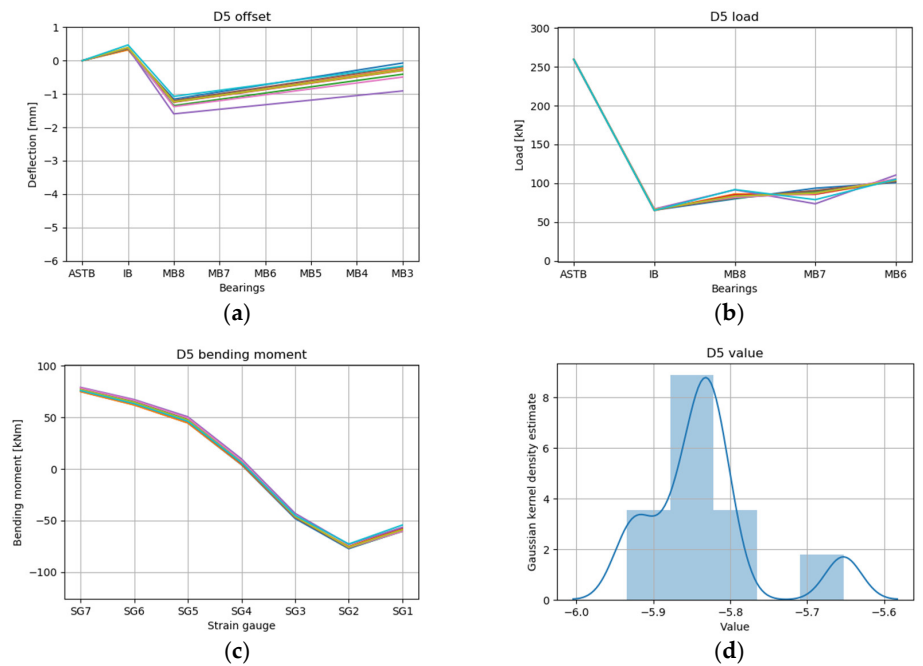 D5 offset
1
0
−1
−2
−3
−4
−5
−6
Deflection [mm]
ASTB IB MB8 MB7 MB6 MB5 MB4 MB3
Bearings
(a)
D5 load
300
250
200
150
100
50
0
Load [kN]
ASTB IB MB8 MB7 MB6
Bearings
(b)
D5 bending moment
100
50
0
−50
−100
Bending moment [kNm]
SG7 SG6 SG5 SG4 SG3 SG2 SG1
Strain gauge
(c)
D5 value
8
6
4
2
0
Gaussian kernel density estimate
−6.0 −5.9 −5.8 −5.7 −5.6
Value
(d)